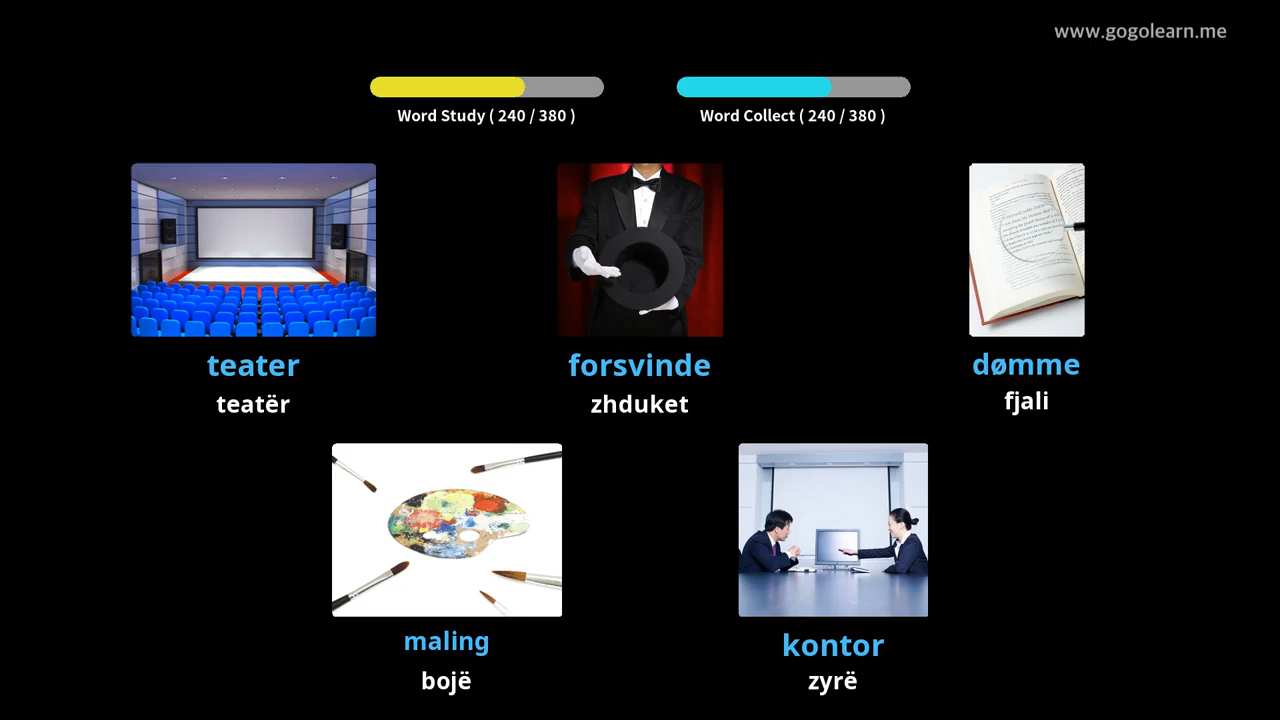 www.gogolearn.me
Word Study ( 240 / 380 )
Word Collect ( 240 / 380 )
teater
teatër
forsvinde
zhduket
dømme
fjali
maling
bojë
kontor
zyrë